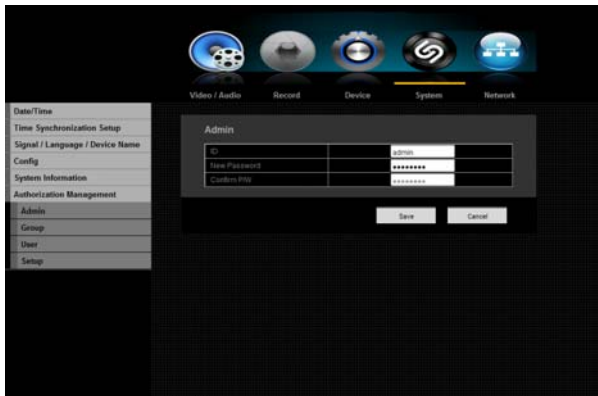 Video / Audio
Record
Device
System
Network
Date/Time
Time Synchronization Setup
Signal / Language / Device Name
Config
System Information
Authorization Management
Admin
Group
User
Setup
Admin
ID
admin
New Password
••••••••
Confirm P/W
••••••••
Save
Cancel